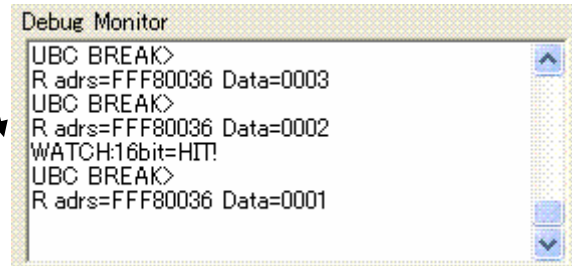 Debug Monitor
UBC BREAK>
R adrs=FFF80036 Data=0003
UBC BREAK>
R adrs=FFF80036 Data=0002
WATCH:16bit=HIT!
UBC BREAK>
R adrs=FFF80036 Data=0001